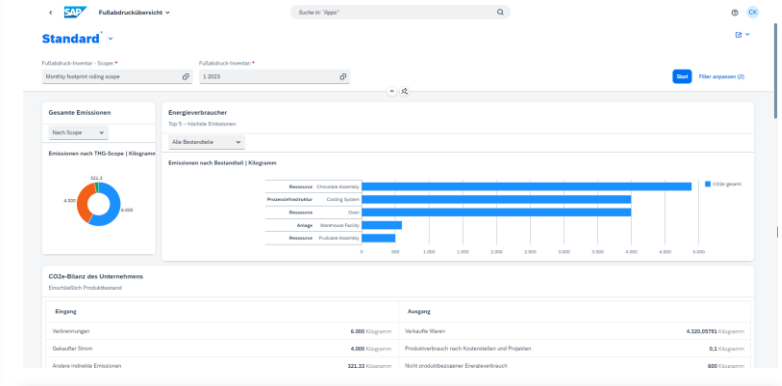 SAP Fußabdruckübersicht
Suche in: "Apps"
CK
Standard*
Fußabdruck-Inventar - Scope:*
Monthly footprint rolling scope
Fußabdruck-Inventar:*
1 2023
Start
Filter anpassen (2)
Gesamte Emissionen
Nach Scope
Emissionen nach THG-Scope | Kilogramm
321.3
4.000
6.000
Energieverbraucher
Top 5 – höchste Emissionen
Alle Bestandteile
Emissionen nach Bestandteil | Kilogramm
Ressource Chocolate Assembly
Prozessinfrastruktur Cooling System
Ressource Oven
Anlage Warehouse Facility
Ressource Fruitcake Assembly
0 500 1.000 1.500 2.000 2.500 3.000 3.500 4.000 4.500 5.000
CO2e gesamt
CO2e-Bilanz des Unternehmens
Einschließlich Produktbestand
Eingang
Ausgang
Verbrennungen 6.000 Kilogramm
Verkaufte Waren 4.320,05791 Kilogramm
Gekaufter Strom 4.000 Kilogramm
Produktverbrauch nach Kostenstellen und Projekten 0,1 Kilogramm
Andere indirekte Emissionen 321,33 Kilogramm
Nicht produktbezogener Energieverbrauch 600 Kilogramm